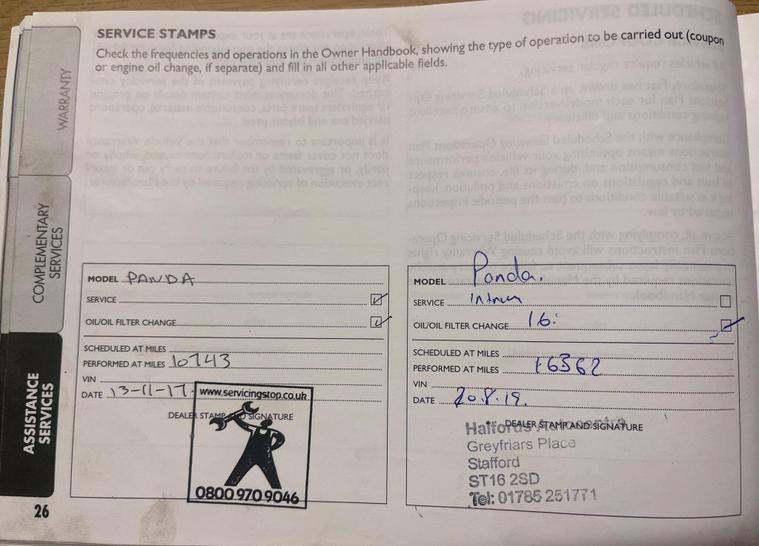 SERVICE STAMPS
Check the frequencies and operations in the Owner Handbook, showing the type of operation to be carried out (coupon
or engine oil change, if separate) and fill in all other applicable fields.
WARRANTY
COMPLEMENTARY
SERVICES
ASSISTANCE
SERVICES
MODEL PANDA
SERVICE
OIL/OIL FILTER CHANGE
SCHEDULED AT MILES
PERFORMED AT MILES 10743
VIN
DATE 13-11-17
DEALER STAMP AND SIGNATURE
www.servicingstop.co.uk
0800 970 9046
MODEL Panda.
SERVICE
OIL/OIL FILTER CHANGE 16.
SCHEDULED AT MILES
PERFORMED AT MILES 16362
VIN
DATE 20.8.19.
DEALER STAMP AND SIGNATURE
Halfords
Greyfriars Place
Stafford
ST16 2SD
Tel: 01785 251771
26